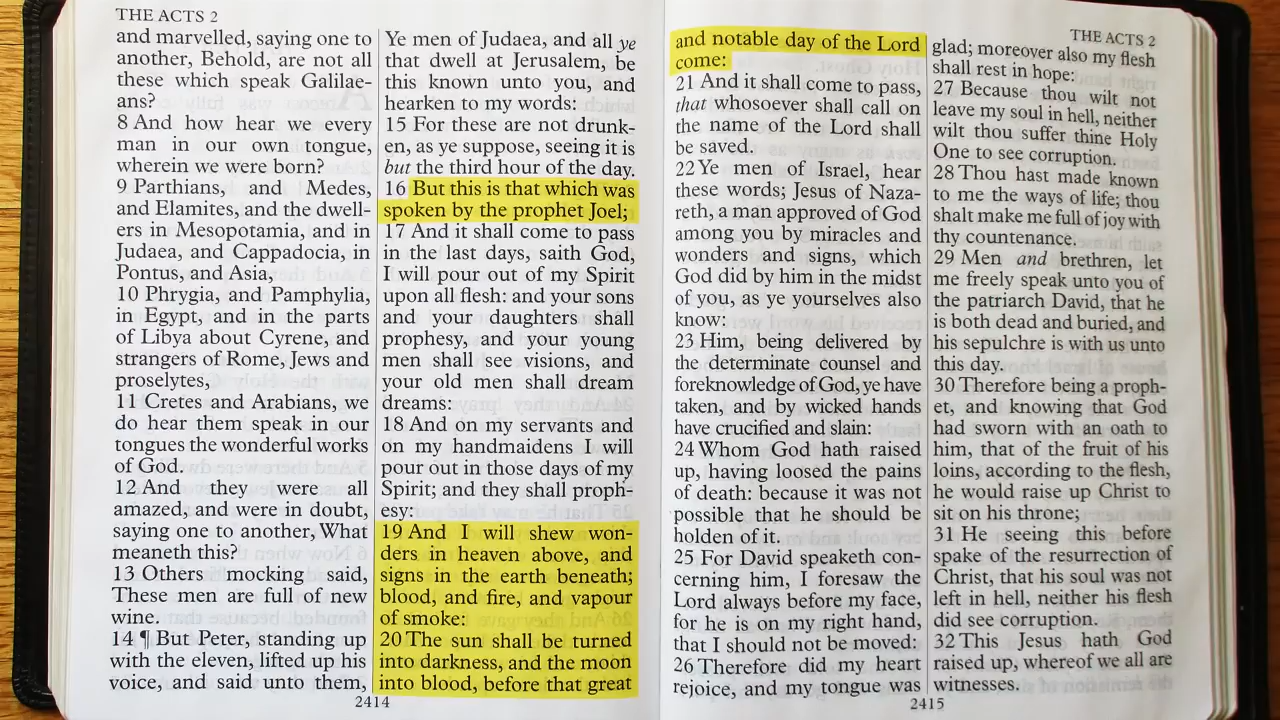 THE ACTS 2
and marvelled, saying one to
another, Behold, are not all
these which speak Galilae-
ans?
8 And how hear we every
man in our own tongue,
wherein we were born?
9 Parthians, and Medes,
and Elamites, and the dwell-
ers in Mesopotamia, and in
Judaea, and Cappadocia, in
Pontus, and Asia,
10 Phrygia, and Pamphylia,
in Egypt, and in the parts
of Libya about Cyrene, and
strangers of Rome, Jews and
proselytes,
11 Cretes and Arabians, we
do hear them speak in our
tongues the wonderful works
of God.
12 And they were all
amazed, and were in doubt,
saying one to another, What
meaneth this?
13 Others mocking said,
These men are full of new
wine.
14 ¶ But Peter, standing up
with the eleven, lifted up his
voice, and said unto them,
Ye men of Judaea, and all ye
that dwell at Jerusalem, be
this known unto you, and
hearken to my words:
15 For these are not drunk-
en, as ye suppose, seeing it is
but the third hour of the day.
16 But this is that which was
spoken by the prophet Joel;
17 And it shall come to pass
in the last days, saith God,
I will pour out of my Spirit
upon all flesh: and your sons
and your daughters shall
prophesy, and your young
men shall see visions, and
your old men shall dream
dreams:
18 And on my servants and
on my handmaidens I will
pour out in those days of my
Spirit; and they shall proph-
esy:
19 And I will shew won-
ders in heaven above, and
signs in the earth beneath;
blood, and fire, and vapour
of smoke:
20 The sun shall be turned
into darkness, and the moon
into blood, before that great
2414
THE ACTS 2
and notable day of the Lord
come:
21 And it shall come to pass,
that whosoever shall call on
the name of the Lord shall
be saved.
22 Ye men of Israel, hear
these words; Jesus of Naza-
reth, a man approved of God
among you by miracles and
wonders and signs, which
God did by him in the midst
of you, as ye yourselves also
know:
23 Him, being delivered by
the determinate counsel and
foreknowledge of God, ye have
taken, and by wicked hands
have crucified and slain:
24 Whom God hath raised
up, having loosed the pains
of death: because it was not
possible that he should be
holden of it.
25 For David speaketh con-
cerning him, I foresaw the
Lord always before my face,
for he is on my right hand,
that I should not be moved:
26 Therefore did my heart
rejoice, and my tongue was
glad; moreover also my flesh
shall rest in hope:
27 Because thou wilt not
leave my soul in hell, neither
wilt thou suffer thine Holy
One to see corruption.
28 Thou hast made known
to me the ways of life; thou
shalt make me full of joy with
thy countenance.
29 Men and brethren, let
me freely speak unto you of
the patriarch David, that he
is both dead and buried, and
his sepulchre is with us unto
this day.
30 Therefore being a proph-
et, and knowing that God
had sworn with an oath to
him, that of the fruit of his
loins, according to the flesh,
he would raise up Christ to
sit on his throne;
31 He seeing this before
spake of the resurrection of
Christ, that his soul was not
left in hell, neither his flesh
did see corruption.
32 This Jesus hath God
raised up, whereof we all are
witnesses.
2415